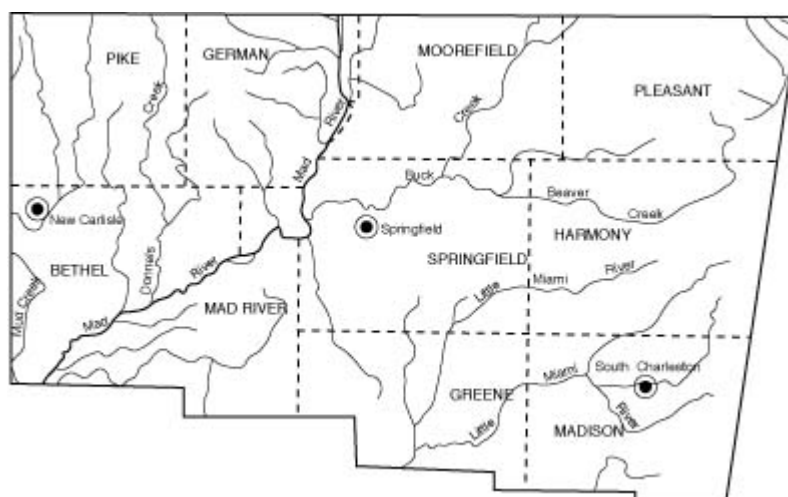 PIKE
GERMAN
MOOREFIELD
PLEASANT
Creek
River
Mad
Creek
Buck
Beaver
Creek
New Carlisle
Springfield
HARMONY
BETHEL
Donnels
River
SPRINGFIELD
Mud Creek
Mad
MAD RIVER
Little
Miami
River
GREENE
Miami
South Charleston
Little
River
MADISON